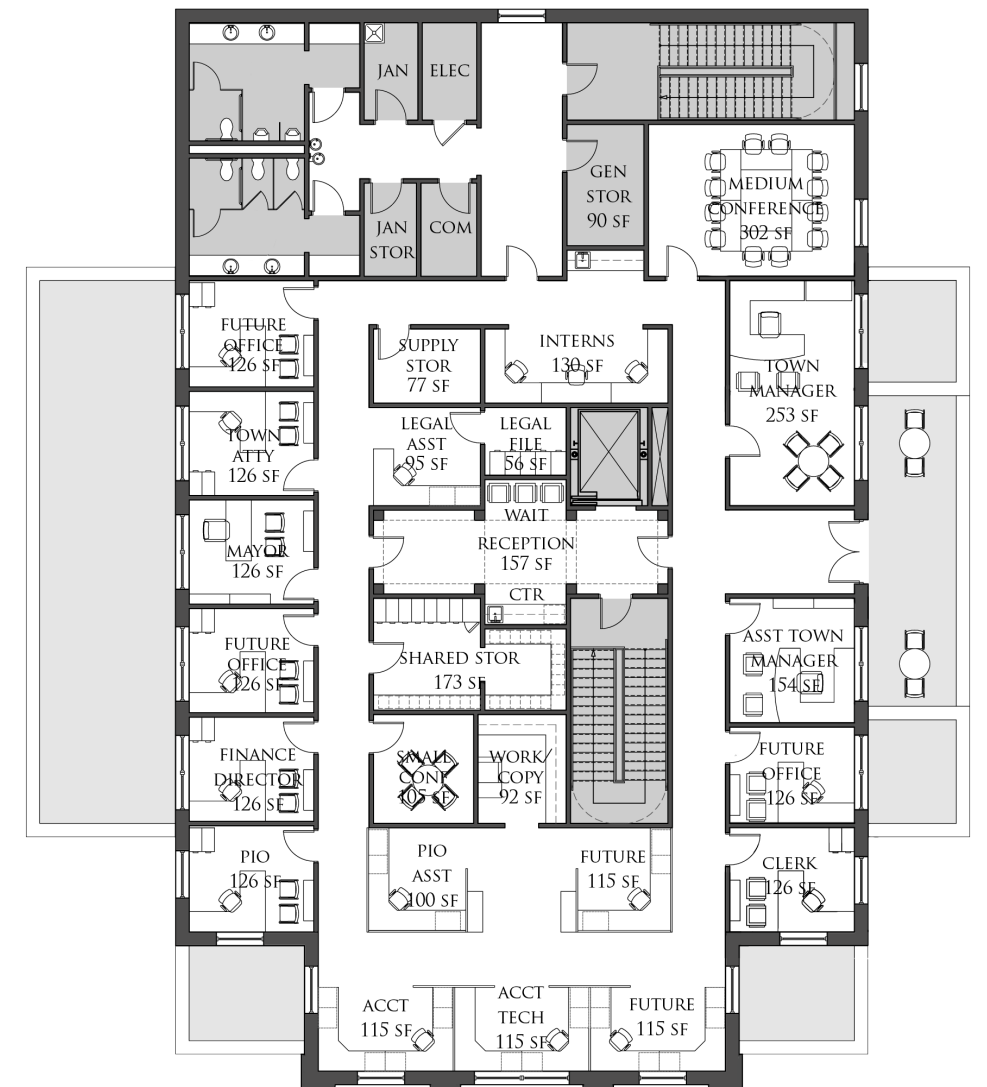 JAN
ELEC
GEN
STOR
90 SF
MEDIUM
CONFERENCE
302 SF
JAN
STOR
COM
FUTURE
OFFICE
126 SF
SUPPLY
STOR
77 SF
INTERNS
130 SF
TOWN
MANAGER
253 SF
TOWN
ATTY
126 SF
LEGAL
ASST
95 SF
LEGAL
FILE
56 SF
WAIT
RECEPTION
157 SF
CTR
MAYOR
126 SF
FUTURE
OFFICE
126 SF
SHARED STOR
173 SF
ASST TOWN
MANAGER
154 SF
FINANCE
DIRECTOR
126 SF
SMALL
CONF
105 SF
WORK/
COPY
92 SF
FUTURE
OFFICE
126 SF
PIO
126 SF
PIO
ASST
100 SF
FUTURE
115 SF
CLERK
126 SF
ACCT
115 SF
ACCT
TECH
115 SF
FUTURE
115 SF